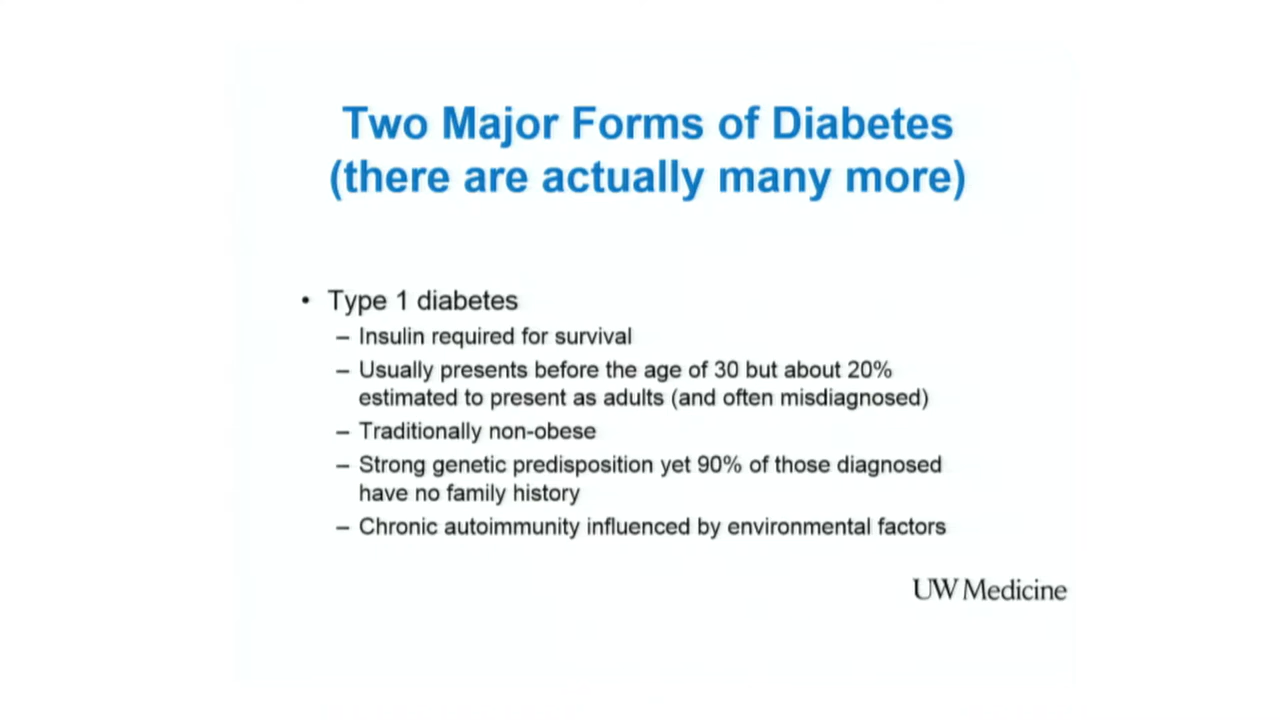 Two Major Forms of Diabetes
(there are actually many more)
• Type 1 diabetes
– Insulin required for survival
– Usually presents before the age of 30 but about 20%
estimated to present as adults (and often misdiagnosed)
– Traditionally non-obese
– Strong genetic predisposition yet 90% of those diagnosed
have no family history
– Chronic autoimmunity influenced by environmental factors
UW Medicine